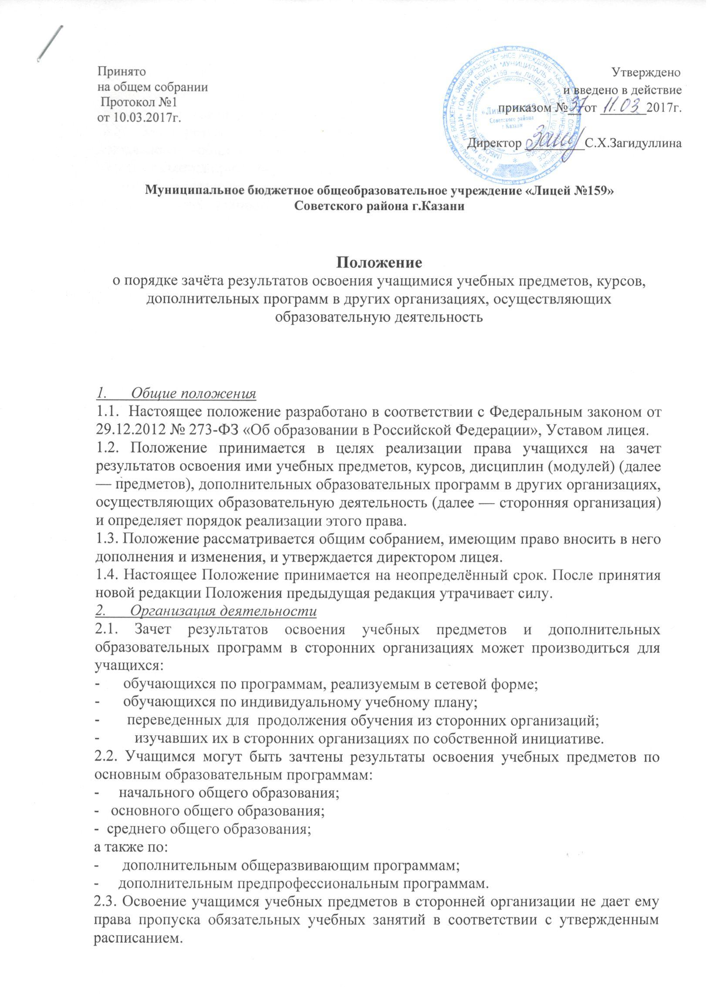 Принято
на общем собрании
Протокол №1
от 10.03.2017г.
Утверждено
и введено в действие
приказом № 37 от 11.03 2017г.
Директор С.Х.Загидуллина
«Лицей №159»
Советского района
г Казани
Муниципальное бюджетное общеобразовательное учреждение «Лицей №159»
Советского района г.Казани
Положение
о порядке зачёта результатов освоения учащимися учебных предметов, курсов,
дополнительных программ в других организациях, осуществляющих
образовательную деятельность
1. Общие положения
1.1. Настоящее положение разработано в соответствии с Федеральным законом от
29.12.2012 № 273-ФЗ «Об образовании в Российской Федерации», Уставом лицея.
1.2. Положение принимается в целях реализации права учащихся на зачет
результатов освоения ими учебных предметов, курсов, дисциплин (модулей) (далее
— предметов), дополнительных образовательных программ в других организациях,
осуществляющих образовательную деятельность (далее — сторонняя организация)
и определяет порядок реализации этого права.
1.3. Положение рассматривается общим собранием, имеющим право вносить в него
дополнения и изменения, и утверждается директором лицея.
1.4. Настоящее Положение принимается на неопределённый срок. После принятия
новой редакции Положения предыдущая редакция утрачивает силу.
2. Организация деятельности
2.1. Зачет результатов освоения учебных предметов и дополнительных
образовательных программ в сторонних организациях может производиться для
учащихся:
- обучающихся по программам, реализуемым в сетевой форме;
- обучающихся по индивидуальному учебному плану;
- переведенных для продолжения обучения из сторонних организаций;
- изучавших их в сторонних организациях по собственной инициативе.
2.2. Учащимся могут быть зачтены результаты освоения учебных предметов по
основным образовательным программам:
- начального общего образования;
- основного общего образования;
- среднего общего образования;
а также по:
- дополнительным общеразвивающим программам;
- дополнительным предпрофессиональным программам.
2.3. Освоение учащимся учебных предметов в сторонней организации не дает ему
права пропуска обязательных учебных занятий в соответствии с утвержденным
расписанием.